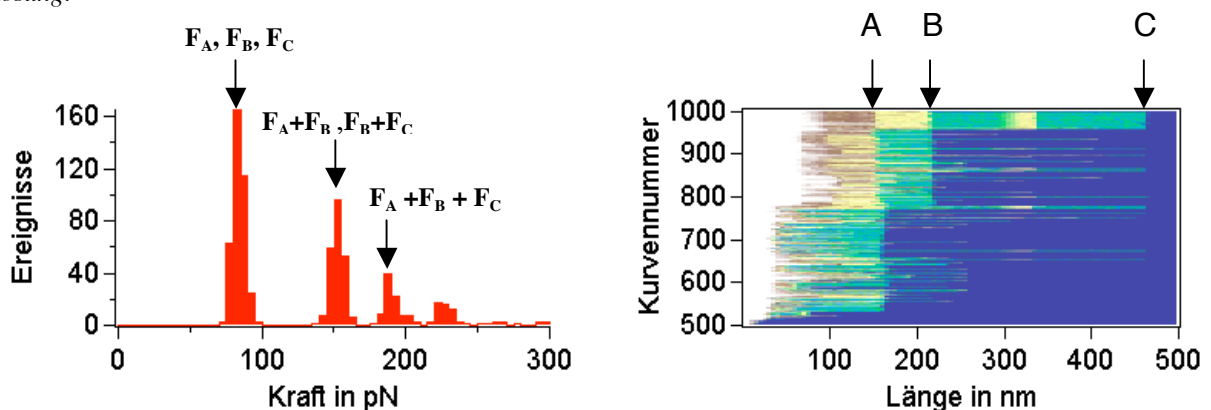 F_A, F_B, F_C
F_A+F_B ,F_B+F_C
F_A +F_B + F_C
Ereignisse
160
120
80
40
0
0 100 200 300
Kraft in pN
A B C
Kurvennummer
1000
900
800
700
600
500
100 200 300 400 500
Länge in nm